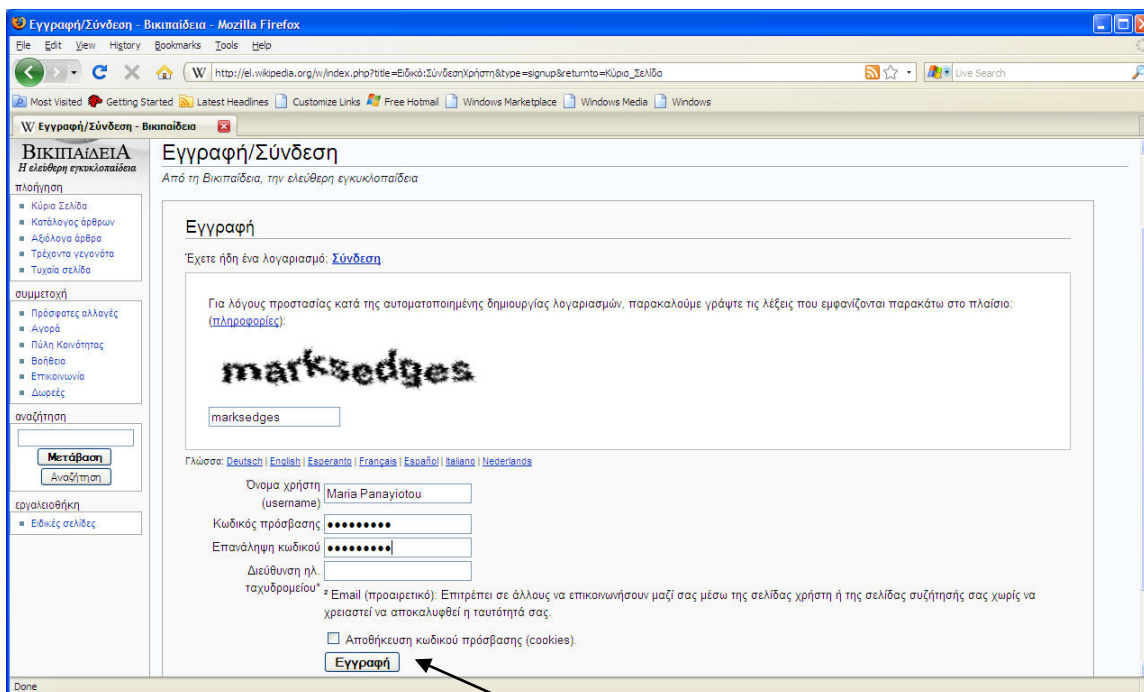 Εγγραφή/Σύνδεση - Βικιπαίδεια - Mozilla Firefox
File Edit View History Bookmarks Tools Help
W http://el.wikipedia.org/w/index.php?title=Ειδικό:ΣύνδεσηΧρήστη&type=signup&returnto=Κύρια_Σελίδα
Live Search
Most Visited Getting Started Latest Headlines Customize Links Free Hotmail Windows Marketplace Windows Media Windows
W Εγγραφή/Σύνδεση - Βικιπαίδεια
ΒΙΚΙΠΑίΔΕΙΑ
Η ελεύθερη εγκυκλοπαίδεια
πλοήγηση
Κύρια Σελίδα
Κατάλογος άρθρων
Αξιόλογα άρθρα
Τρέχοντα γεγονότα
Τυχαία σελίδα
συμμετοχή
Πρόσφατες αλλαγές
Αγορά
Πύλη Κοινότητας
Βοήθεια
Επικοινωνία
Δωρεές
αναζήτηση
Μετάβαση
Αναζήτηση
εργαλειοθήκη
Ειδικές σελίδες
Εγγραφή/Σύνδεση
Από τη Βικιπαίδεια, την ελεύθερη εγκυκλοπαίδεια
Εγγραφή
Έχετε ήδη ένα λογαριασμό; Σύνδεση.
Για λόγους προστασίας κατά της αυτοματοποιημένης δημιουργίας λογαριασμών, παρακαλούμε γράψτε τις λέξεις που εμφανίζονται παρακάτω στο πλαίσιο:
(πληροφορίες):
marksedges
marksedges
Γλώσσα: Deutsch | English | Esperanto | Français | Español | Italiano | Nederlands
Όνομα χρήστη
(username)
Maria Panayiotou
Κωδικός πρόσβασης •••••••••
Επανάληψη κωδικού •••••••••
Διεύθυνση ηλ.
ταχυδρομείου*
² Email (προαιρετικό): Επιτρέπει σε άλλους να επικοινωνήσουν μαζί σας μέσω της σελίδας χρήστη ή της σελίδας συζήτησής σας χωρίς να
χρειαστεί να αποκαλυφθεί η ταυτότητά σας.
Αποθήκευση κωδικού πρόσβασης (cookies).
Εγγραφή
Done